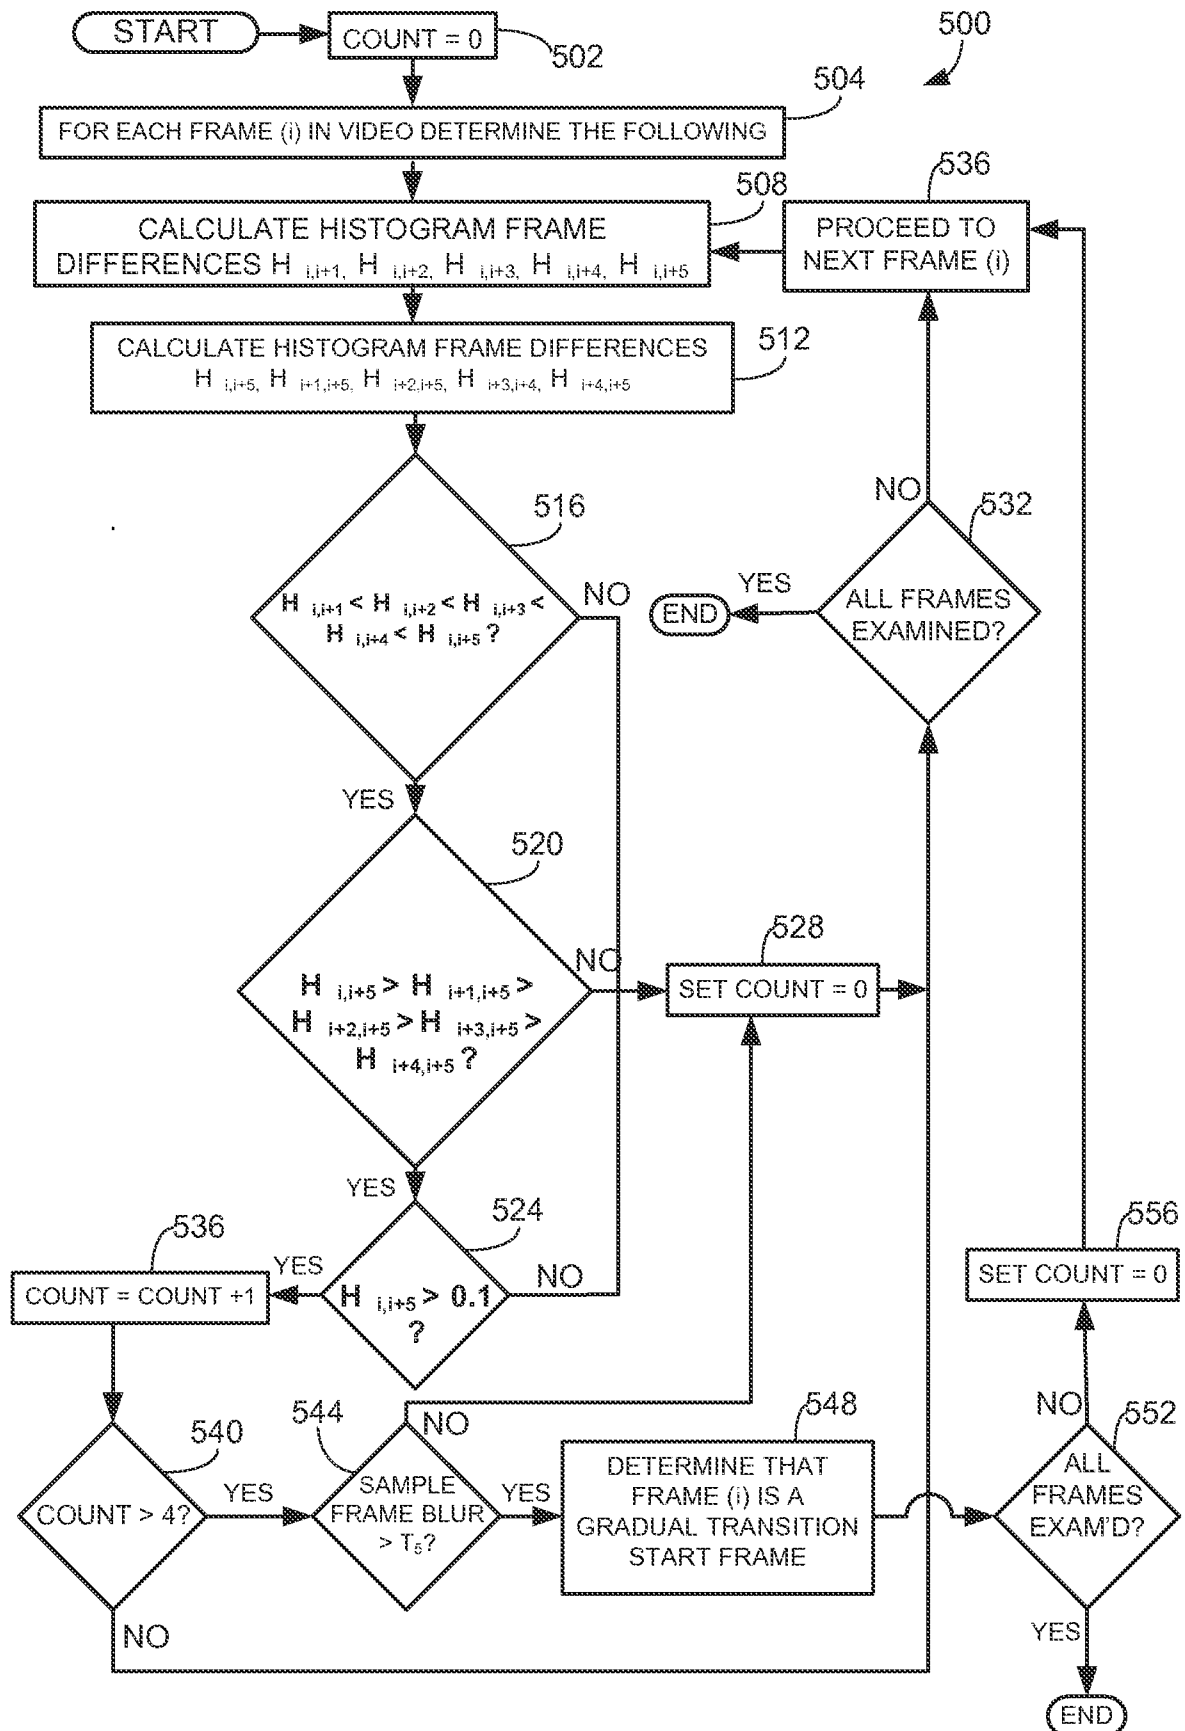 START
COUNT = 0
502
500
504
FOR EACH FRAME (i) IN VIDEO DETERMINE THE FOLLOWING
508
536
CALCULATE HISTOGRAM FRAME
DIFFERENCES H i,i+1, H i,i+2, H i,i+3, H i,i+4, H i,i+5
PROCEED TO
NEXT FRAME (i)
512
CALCULATE HISTOGRAM FRAME DIFFERENCES
H i,i+5, H i+1,i+5, H i+2,i+5, H i+3,i+4, H i+4,i+5
516
H i,i+1 < H i,i+2 < H i,i+3 <
H i,i+4 < H i,i+5 ?
NO
YES
NO
532
ALL FRAMES
EXAMINED?
YES
END
520
H i,i+5 > H i+1,i+5 >
H i+2,i+5 > H i+3,i+5 >
H i+4,i+5 ?
NO
YES
528
SET COUNT = 0
524
H i,i+5 > 0.1
?
YES
NO
536
COUNT = COUNT +1
556
SET COUNT = 0
540
COUNT > 4?
YES
NO
544
NO
SAMPLE
FRAME BLUR
> T5?
YES
548
DETERMINE THAT
FRAME (i) IS A
GRADUAL TRANSITION
START FRAME
NO
552
ALL
FRAMES
EXAM'D?
YES
END